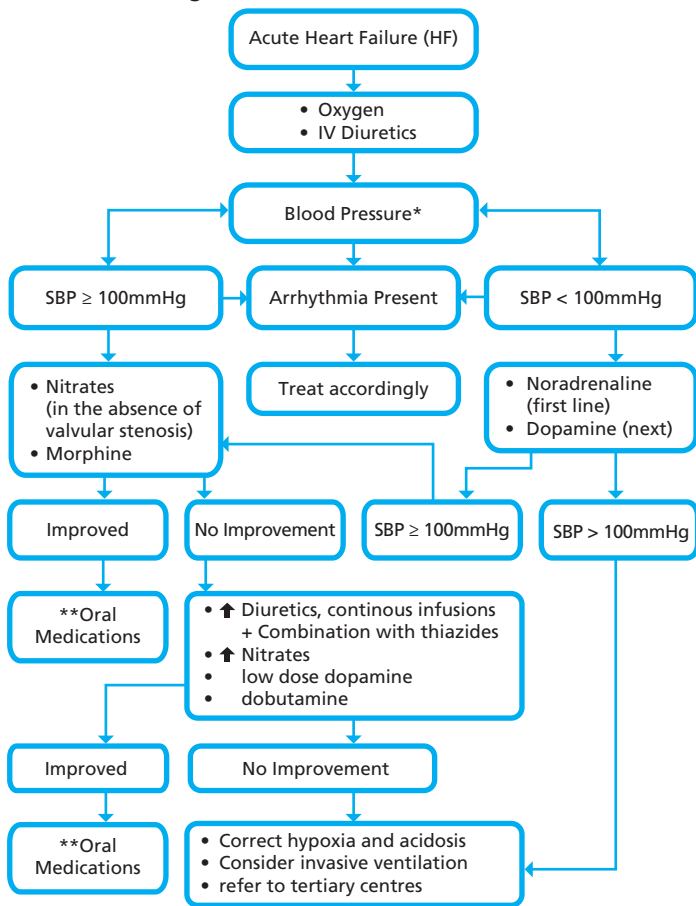 Acute Heart Failure (HF)
• Oxygen
• IV Diuretics
Blood Pressure*
SBP ≥ 100mmHg
Arrhythmia Present
SBP < 100mmHg
• Nitrates
(in the absence of
valvular stenosis)
• Morphine
Treat accordingly
• Noradrenaline
(first line)
• Dopamine (next)
Improved
No Improvement
SBP ≥ 100mmHg
SBP > 100mmHg
**Oral
Medications
• ⬆ Diuretics, continous infusions
+ Combination with thiazides
• ⬆ Nitrates
• low dose dopamine
• dobutamine
Improved
No Improvement
**Oral
Medications
• Correct hypoxia and acidosis
• Consider invasive ventilation
• refer to tertiary centres